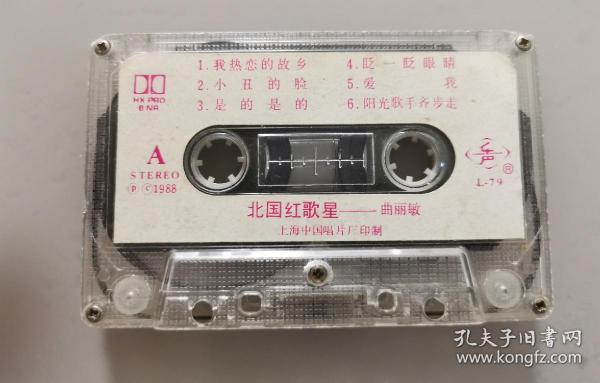 1.我热恋的故乡 4.眨一眨眼睛
2.小丑的脸 5.爱 我
3.是的是的 6.阳光歌手齐步走
HX PRO
B NR
A
STEREO
Ⓟ Ⓒ1988
乐声 ®
L-79
北国红歌星——曲丽敏
上海中国唱片厂印制
孔夫子旧书网
www.kongfz.com